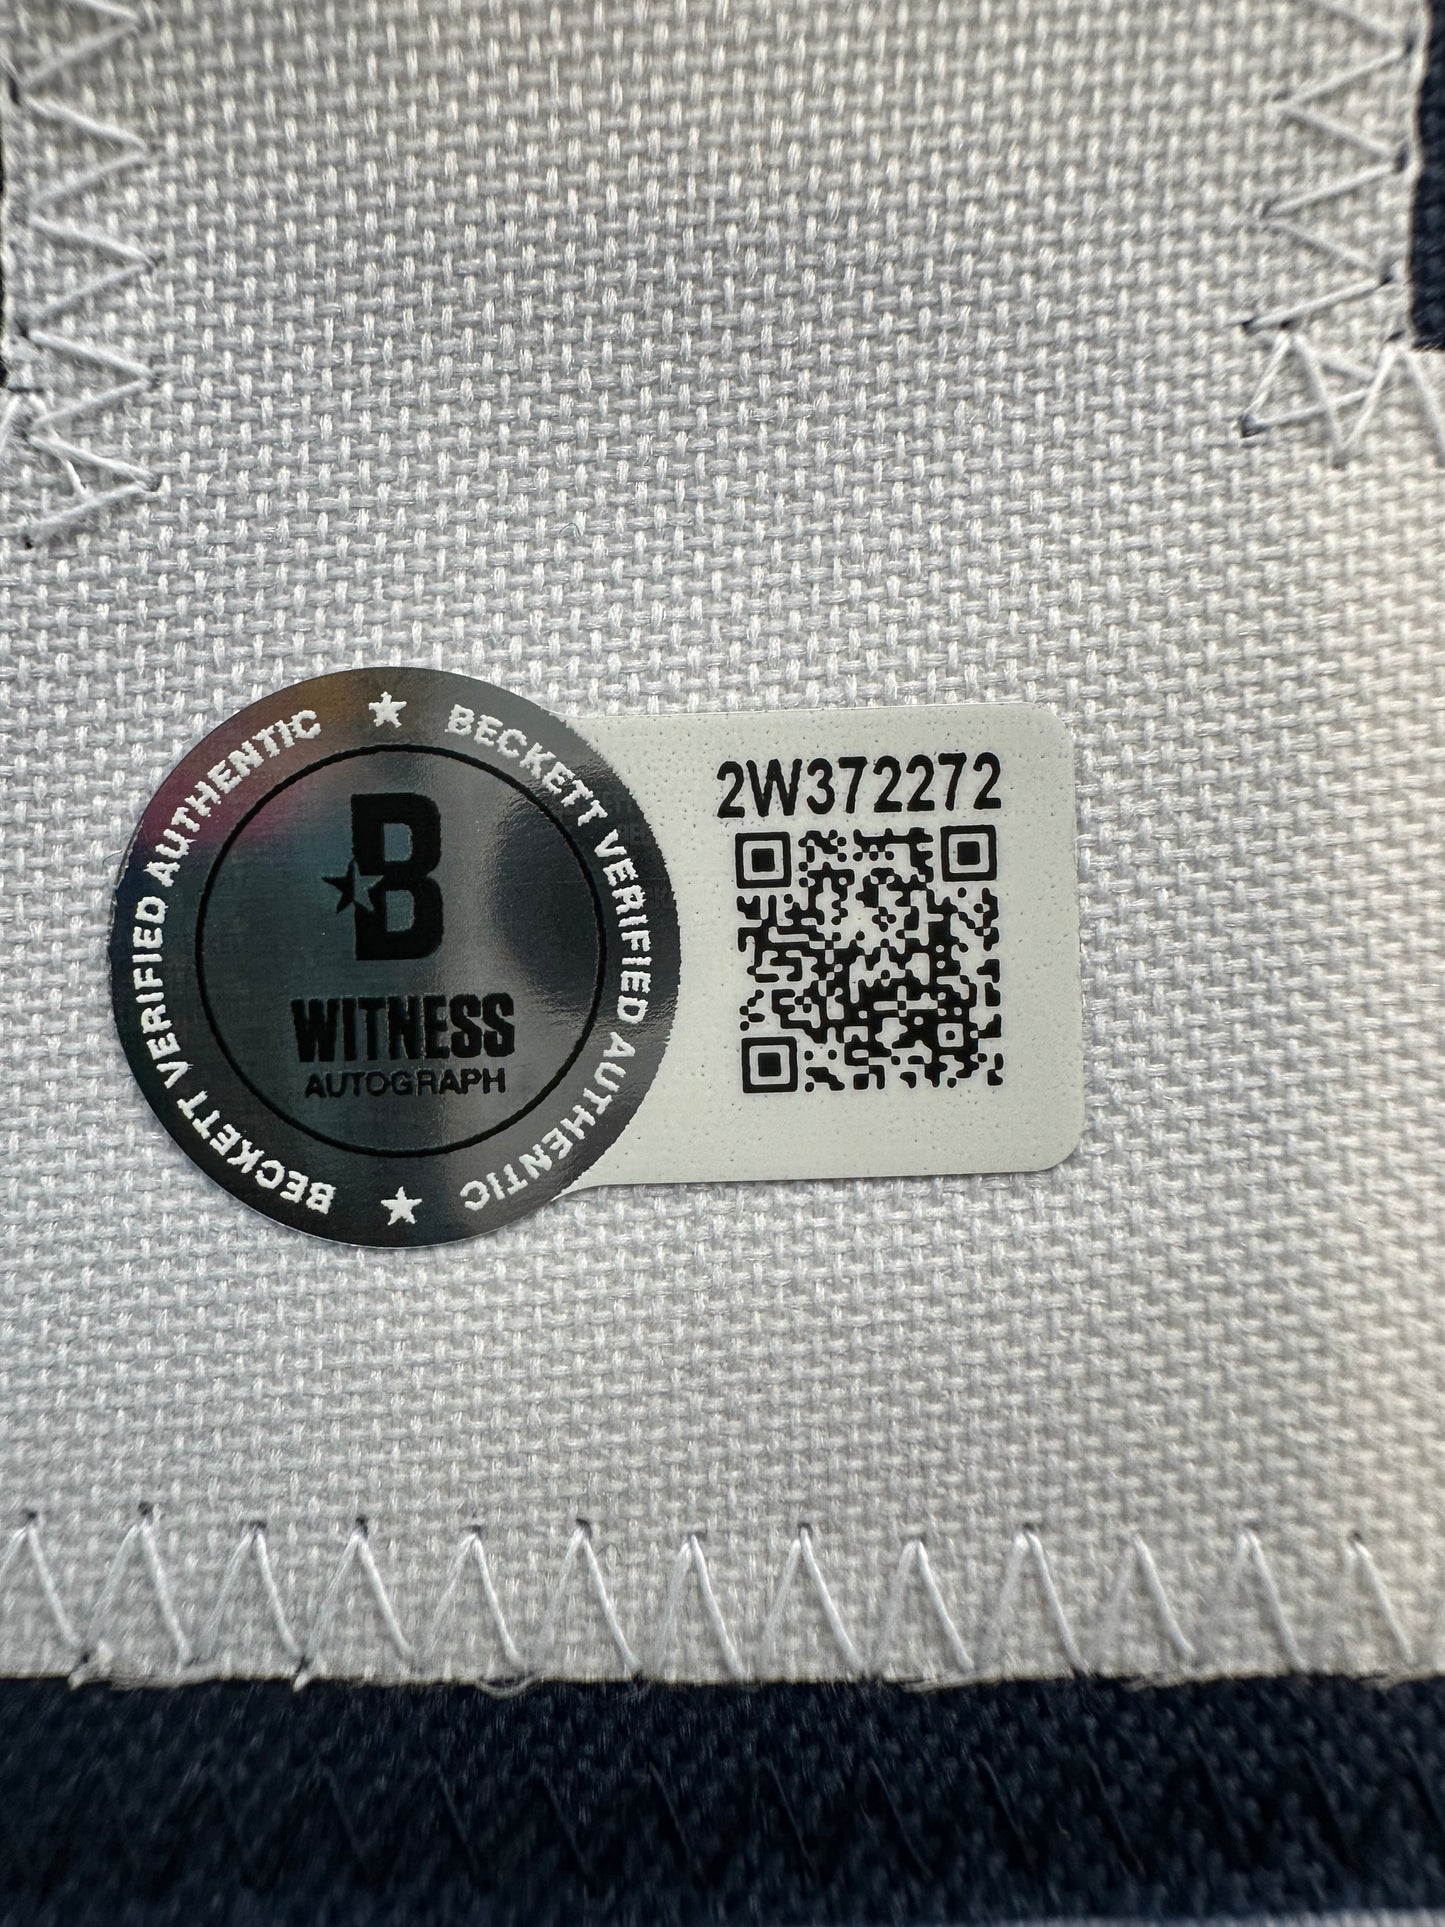 BECKETT VERIFIED AUTHENTIC
★
BECKETT VERIFIED AUTHENTIC
★
B
WITNESS
AUTOGRAPH
2W372272